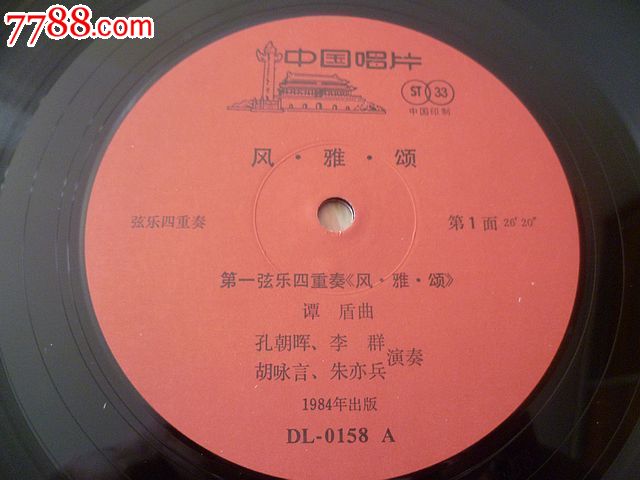 7788.com
中国唱片
ST 33
中国印制
风·雅·颂
弦乐四重奏
第1面 26′20″
第一弦乐四重奏《风·雅·颂》
谭 盾曲
孔朝晖、李 群
胡咏言、朱亦兵
演奏
1984年出版
DL-0158 A